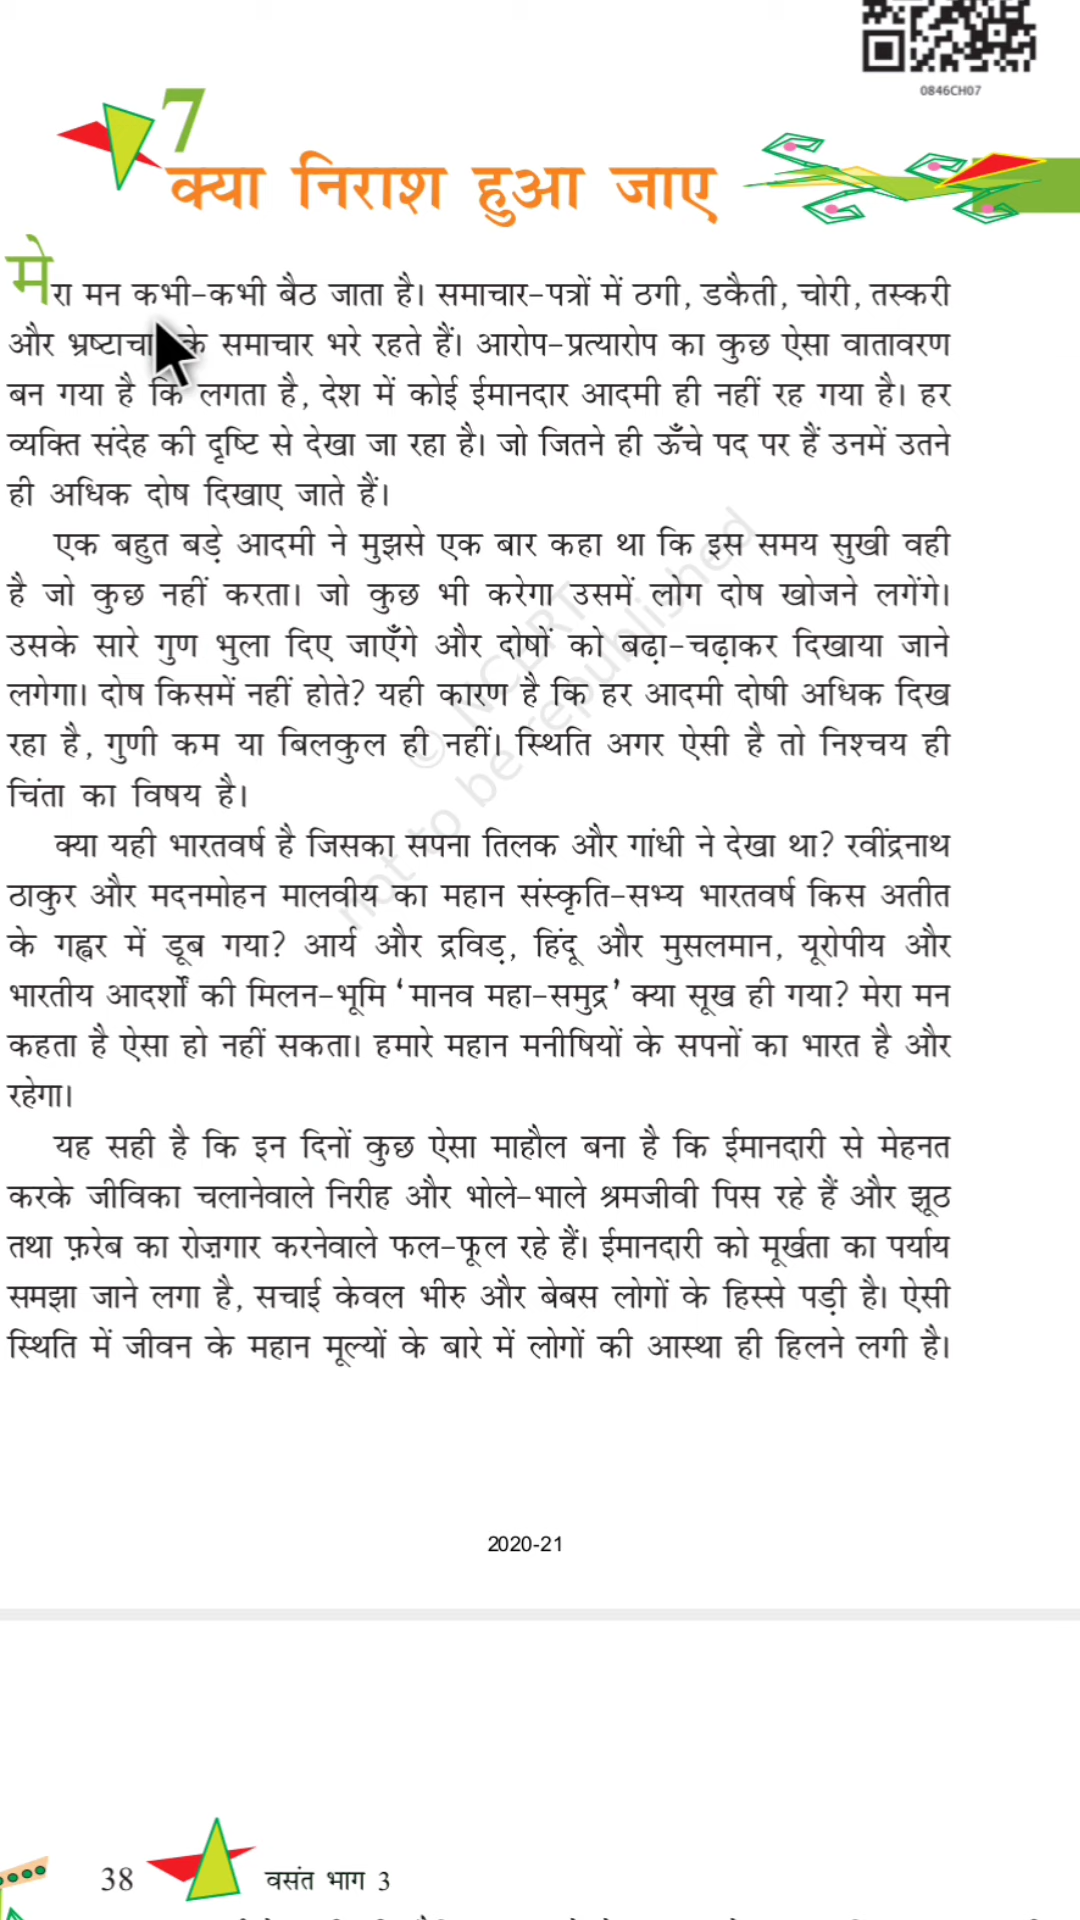 0846CH07
7
क्या निराश हुआ जाए
मेरा मन कभी-कभी बैठ जाता है। समाचार-पत्रों में ठगी, डकैती, चोरी, तस्करी
और के समाचार भरे रहते हैं। आरोप-प्रत्यारोप का कुछ ऐसा वातावरण
बन गया है कि लगता है, देश में कोई ईमानदार आदमी ही नहीं रह गया है। हर
व्यक्ति संदेह की दृष्टि से देखा जा रहा है। जो जितने ही ऊँचे पद पर हैं उनमें उतने
ही अधिक दोष दिखाए जाते हैं।
एक बहुत बड़े आदमी ने मुझसे एक बार कहा था कि इस समय सुखी वही
है जो कुछ नहीं करता। जो कुछ भी करेगा उसमें लोग दोष खोजने लगेंगे।
उसके सारे गुण भुला दिए जाएँगे और दोषों को बढ़ा-चढ़ाकर दिखाया जाने
लगेगा। दोष किसमें नहीं होते? यही कारण है कि हर आदमी दोषी अधिक दिख
रहा है, गुणी कम या बिलकुल ही नहीं। स्थिति अगर ऐसी है तो निश्चय ही
चिंता का विषय है।
क्या यही भारतवर्ष है जिसका सपना तिलक और गांधी ने देखा था? रवींद्रनाथ
ठाकुर और मदनमोहन मालवीय का महान संस्कृति-सभ्य भारतवर्ष किस अतीत
के गह्वर में डूब गया? आर्य और द्रविड़, हिंदू और मुसलमान, यूरोपीय और
भारतीय आदर्शों की मिलन-भूमि ‘मानव महा-समुद्र’ क्या सूख ही गया? मेरा मन
कहता है ऐसा हो नहीं सकता। हमारे महान मनीषियों के सपनों का भारत है और
रहेगा।
यह सही है कि इन दिनों कुछ ऐसा माहौल बना है कि ईमानदारी से मेहनत
करके जीविका चलानेवाले निरीह और भोले-भाले श्रमजीवी पिस रहे हैं और झूठ
तथा फ़रेब का रोज़गार करनेवाले फल-फूल रहे हैं। ईमानदारी को मूर्खता का पर्याय
समझा जाने लगा है, सचाई केवल भीरु और बेबस लोगों के हिस्से पड़ी है। ऐसी
स्थिति में जीवन के महान मूल्यों के बारे में लोगों की आस्था ही हिलने लगी है।
© NCERT
not to be republished
2020-21
38 वसंत भाग 3